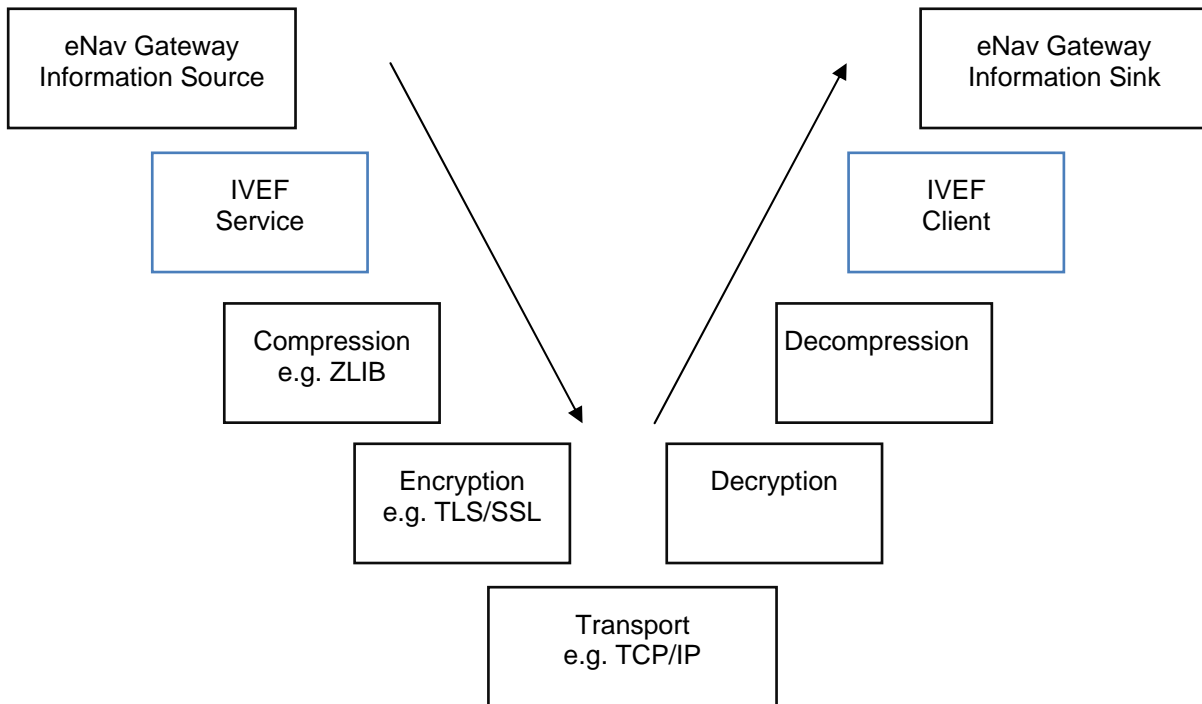 eNav Gateway
Information Source
eNav Gateway
Information Sink
IVEF
Service
IVEF
Client
Compression
e.g. ZLIB
Decompression
Encryption
e.g. TLS/SSL
Decryption
Transport
e.g. TCP/IP